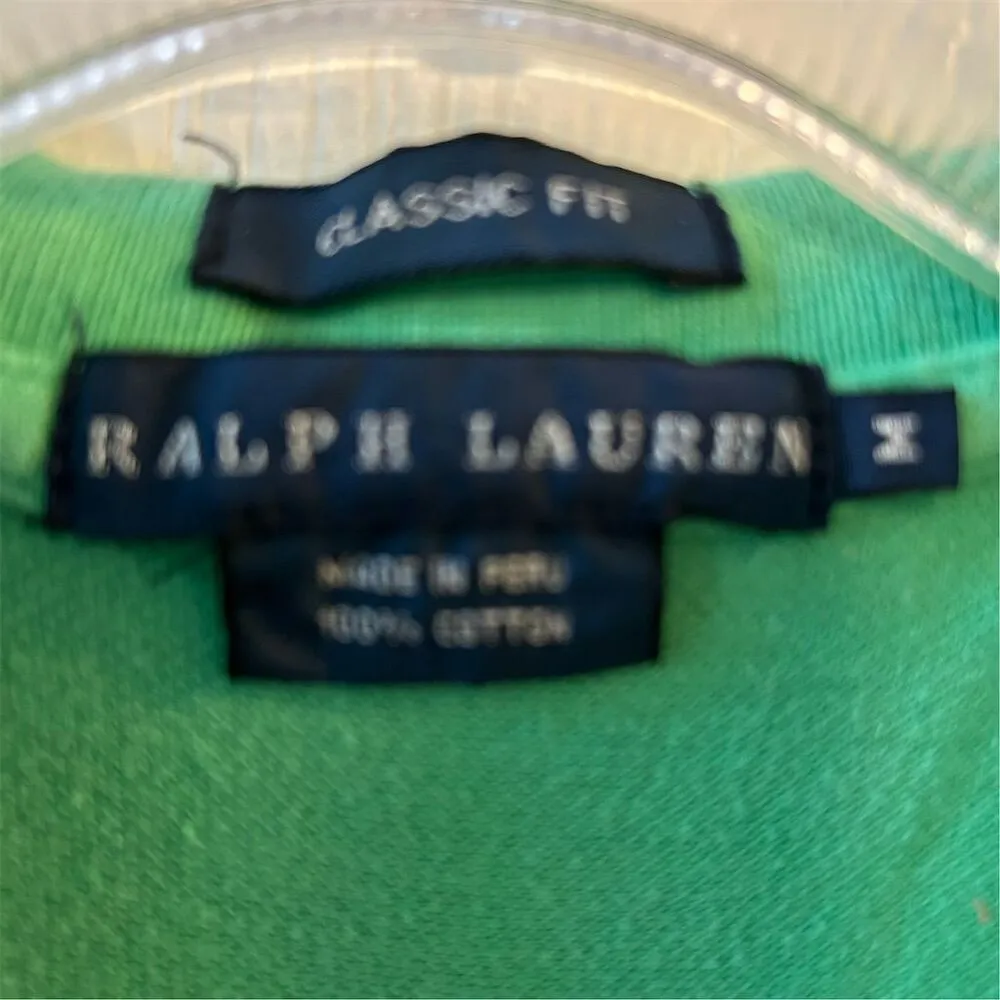 CLASSIC FIT
RALPH LAUREN
M
MADE IN PERU
100% COTTON